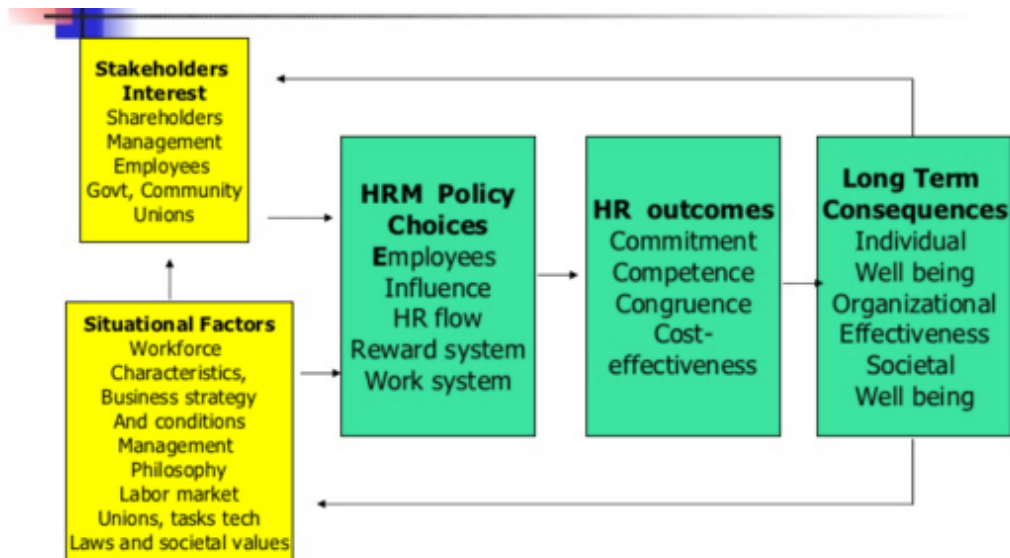 Stakeholders
Interest
Shareholders
Management
Employees
Govt, Community
Unions
Situational Factors
Workforce
Characteristics,
Business strategy
And conditions
Management
Philosophy
Labor market
Unions, tasks tech
Laws and societal values
HRM Policy
Choices
Employees
Influence
HR flow
Reward system
Work system
HR outcomes
Commitment
Competence
Congruence
Cost-
effectiveness
Long Term
Consequences
Individual
Well being
Organizational
Effectiveness
Societal
Well being